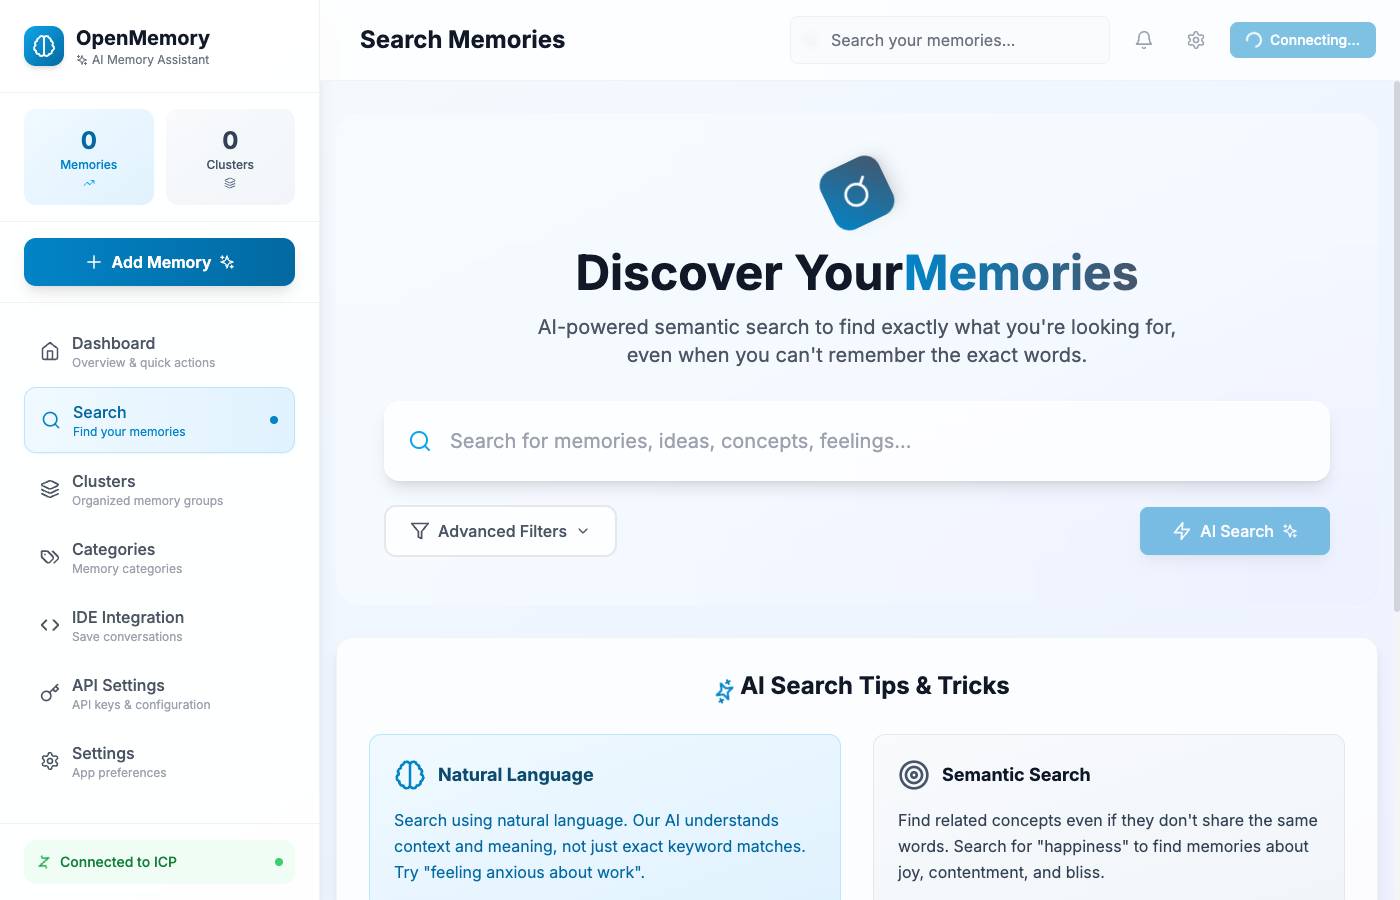 OpenMemory
AI Memory Assistant
0
Memories
0
Clusters
Add Memory
Dashboard
Overview & quick actions
Search
Find your memories
Clusters
Organized memory groups
Categories
Memory categories
IDE Integration
Save conversations
API Settings
API keys & configuration
Settings
App preferences
Connected to ICP
Search Memories
Search your memories...
Connecting...
Discover YourMemories
AI-powered semantic search to find exactly what you're looking for,
even when you can't remember the exact words.
Search for memories, ideas, concepts, feelings...
Advanced Filters
AI Search
AI Search Tips & Tricks
Natural Language
Search using natural language. Our AI understands
context and meaning, not just exact keyword matches.
Try "feeling anxious about work".
Semantic Search
Find related concepts even if they don't share the same
words. Search for "happiness" to find memories about
joy, contentment, and bliss.